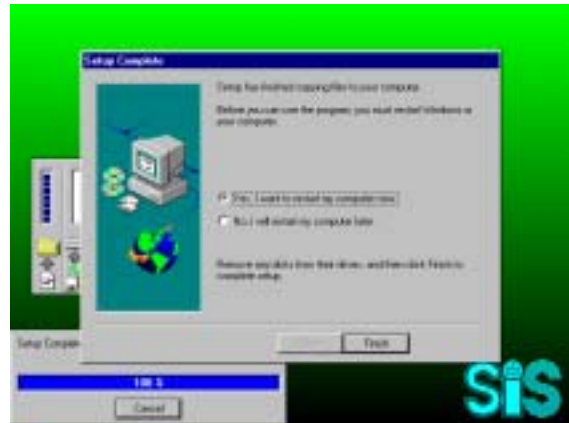 Setup Complete
Setup has finished copying files to your computer.
Before you can use the program, you must restart Windows or
your computer.
Yes, I want to restart my computer now.
No, I will restart my computer later.
Remove any disks from their drives, and then click Finish to
complete setup.
Finish
Setup Complete
100 %
Cancel
SiS